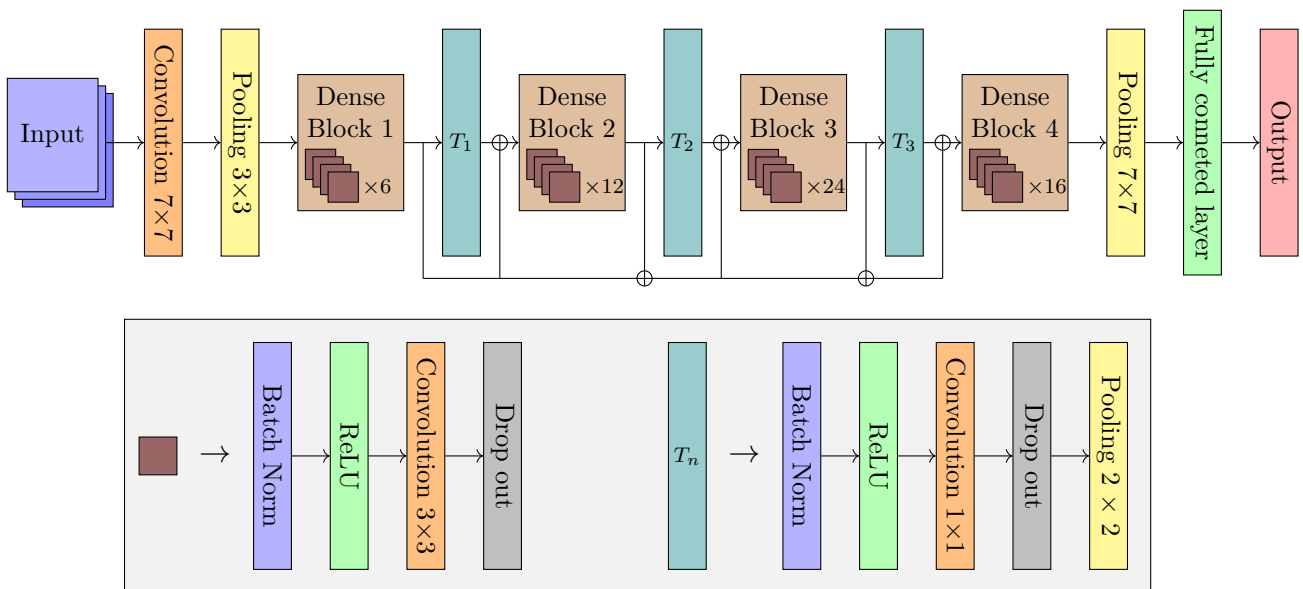 Input
Convolution 7×7
Pooling 3×3
Dense
Block 1
×6
T₁
Dense
Block 2
×12
T₂
Dense
Block 3
×24
T₃
Dense
Block 4
×16
Pooling 7×7
Fully conneted layer
Output
Batch Norm
ReLU
Convolution 3×3
Drop out
Tₙ
Batch Norm
ReLU
Convolution 1×1
Drop out
Pooling 2 × 2